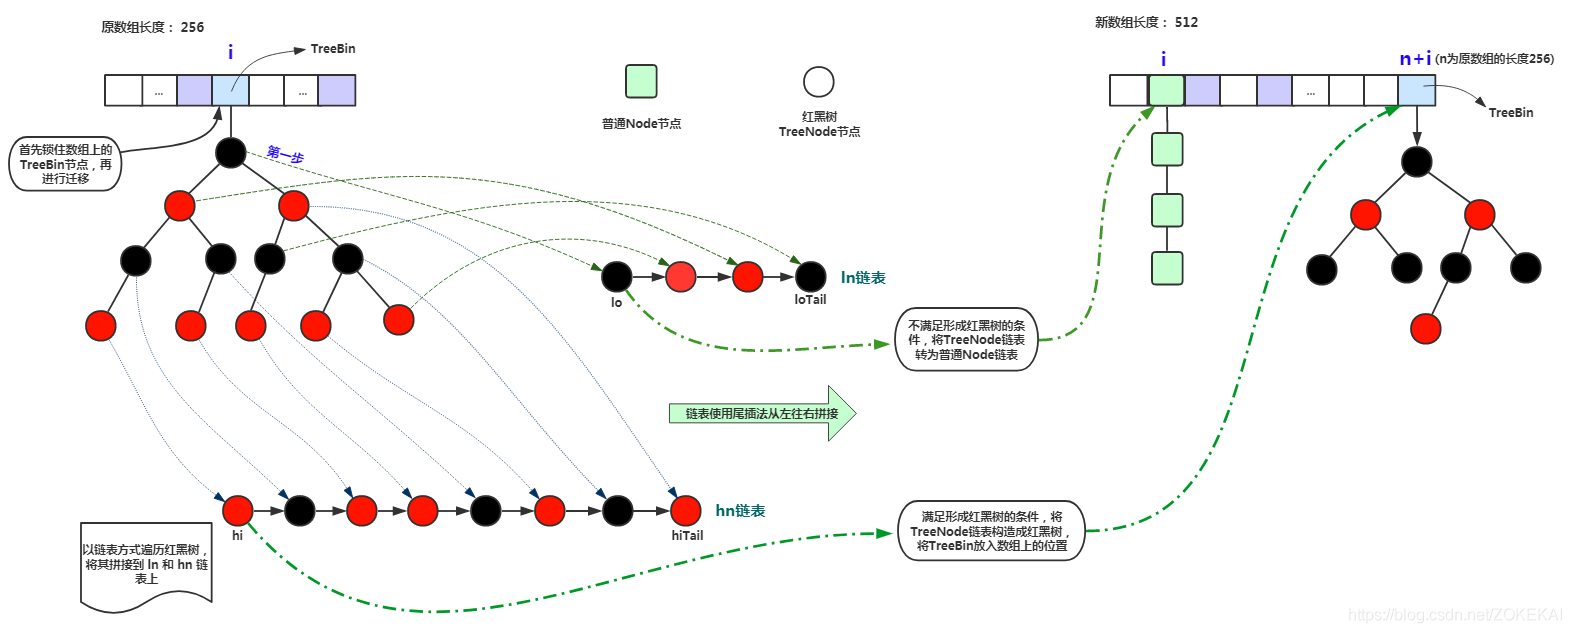 原数组长度： 256
i
TreeBin
...
...
首先锁住数组上的
TreeBin节点，再
进行迁移
第一步
普通Node节点
红黑树
TreeNode节点
新数组长度： 512
i
n+i (n为原数组的长度256)
...
TreeBin
lo
loTail
ln链表
不满足形成红黑树的条
件，将TreeNode链表
转为普通Node链表
链表使用尾插法从左往右拼接
hi
hiTail
hn链表
满足形成红黑树的条件，将
TreeNode链表构造成红黑树，
将TreeBin放入数组上的位置
以链表方式遍历红黑树，
将其拼接到 ln 和 hn 链
表上
https://blog.csdn.net/ZOKEKAI